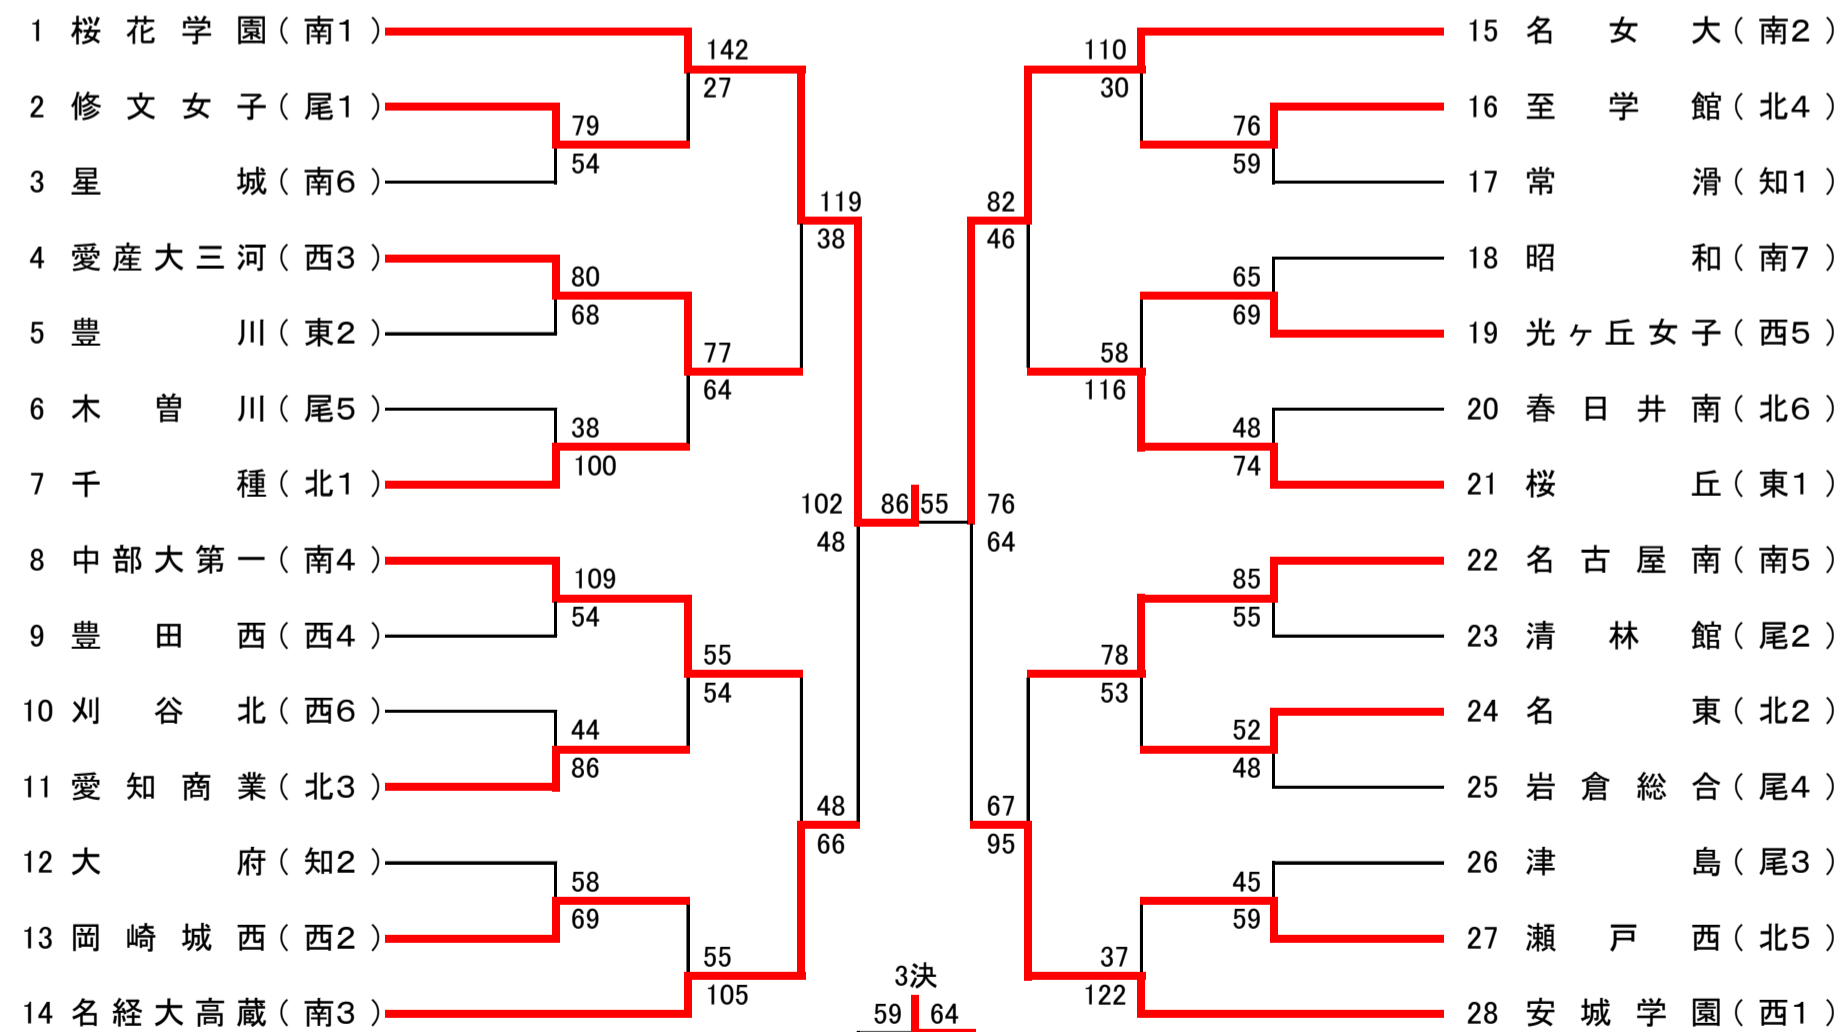 1 桜花学園(南1)
2 修文女子(尾1)
3 星城(南6)
4 愛産大三河(西3)
5 豊川(東2)
6 木曽川(尾5)
7 千種(北1)
8 中部大第一(南4)
9 豊田西(西4)
10 刈谷北(西6)
11 愛知商業(北3)
12 大府(知2)
13 岡崎城西(西2)
14 名経大高蔵(南3)
79
54
80
68
38
100
109
54
44
86
58
69
142
27
77
64
55
54
55
105
119
38
48
66
102
48
86 55
3決
59 64
76
64
82
46
67
95
110
30
58
116
78
53
37
122
76
59
65
69
48
74
85
55
52
48
45
59
15 名女大(南2)
16 至学館(北4)
17 常滑(知1)
18 昭和(南7)
19 光ヶ丘女子(西5)
20 春日井南(北6)
21 桜丘(東1)
22 名古屋南(南5)
23 清林館(尾2)
24 名東(北2)
25 岩倉総合(尾4)
26 津島(尾3)
27 瀬戸西(北5)
28 安城学園(西1)